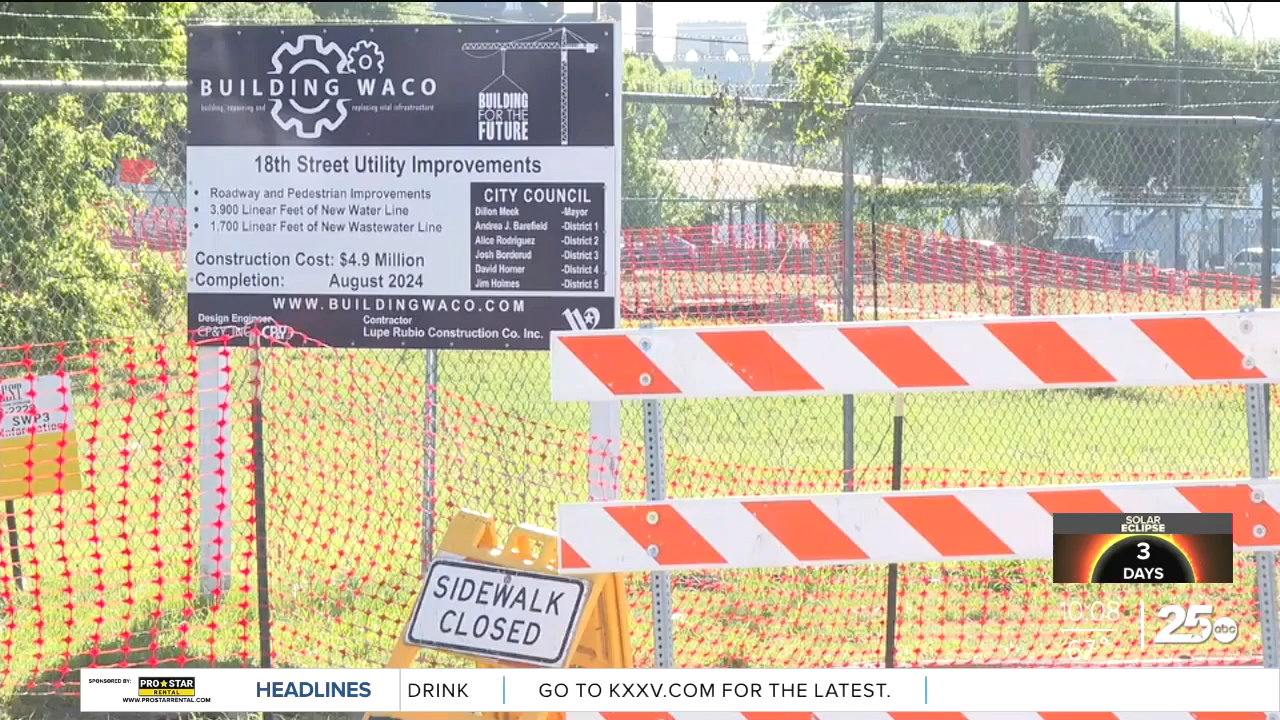 BUILDING WACO
building, repairing and replacing vital infrastructure
BUILDING
FOR THE
FUTURE
18th Street Utility Improvements
• Roadway and Pedestrian Improvements
• 3,900 Linear Feet of New Water Line
• 1,700 Linear Feet of New Wastewater Line
Construction Cost: $4.9 Million
Completion: August 2024
CITY COUNCIL
Dillon Meek -Mayor
Andrea J. Barefield -District 1
Alice Rodriguez -District 2
Josh Borderud -District 3
David Horner -District 4
Jim Holmes -District 5
WWW.BUILDINGWACO.COM
Design Engineer
CP&Y, INC.
Contractor
Lupe Rubio Construction Co. Inc.
SWP3
Information
SIDEWALK
CLOSED
SOLAR
ECLIPSE
3
DAYS
10:08
67°
25 abc
SPONSORED BY:
PRO★STAR
RENTAL
WWW.PROSTARRENTAL.COM
HEADLINES
DRINK
GO TO KXXV.COM FOR THE LATEST.